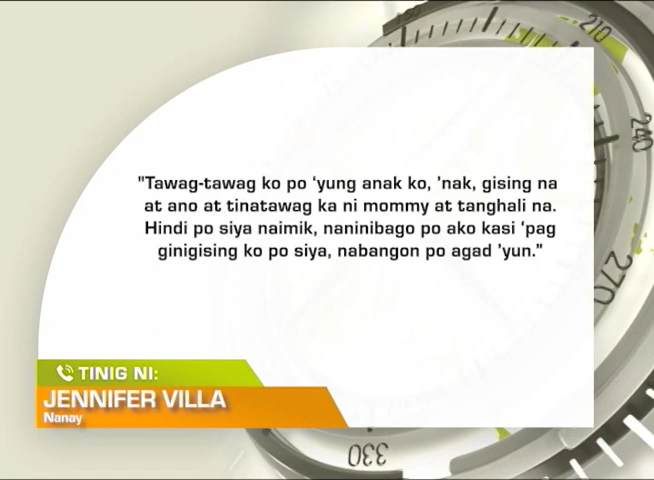 210
240
270
"Tawag-tawag ko po ‘yung anak ko, ’nak, gising na
at ano at tinatawag ka ni mommy at tanghali na.
Hindi po siya naimik, naninibago po ako kasi ‘pag
ginigising ko po siya, nabangon po agad ’yun.”
TINIG NI:
JENNIFER VILLA
Nanay
330